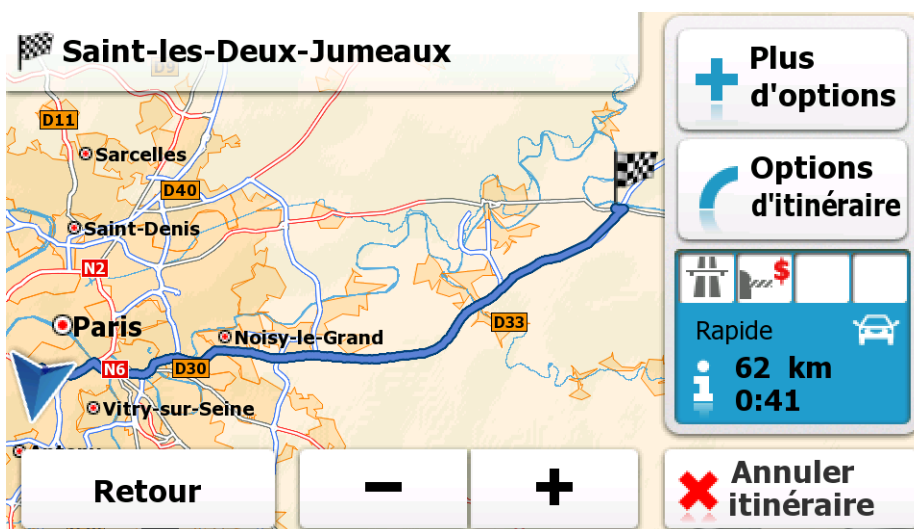 Saint-les-Deux-Jumeaux
Plus
d'options
D9
D11
Sarcelles
Options
d'itinéraire
D40
Saint-Denis
N2
$
Paris
D33
Rapide
Noisy-le-Grand
N6
D30
62 km
0:41
Vitry-sur-Seine
Retour
−
+
Annuler
itinéraire